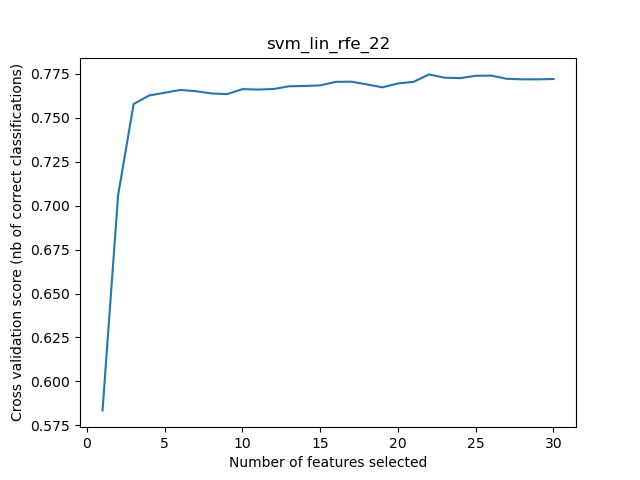 svm_lin_rfe_22
Cross validation score (nb of correct classifications)
0.775
0.750
0.725
0.700
0.675
0.650
0.625
0.600
0.575
0 5 10 15 20 25 30
Number of features selected